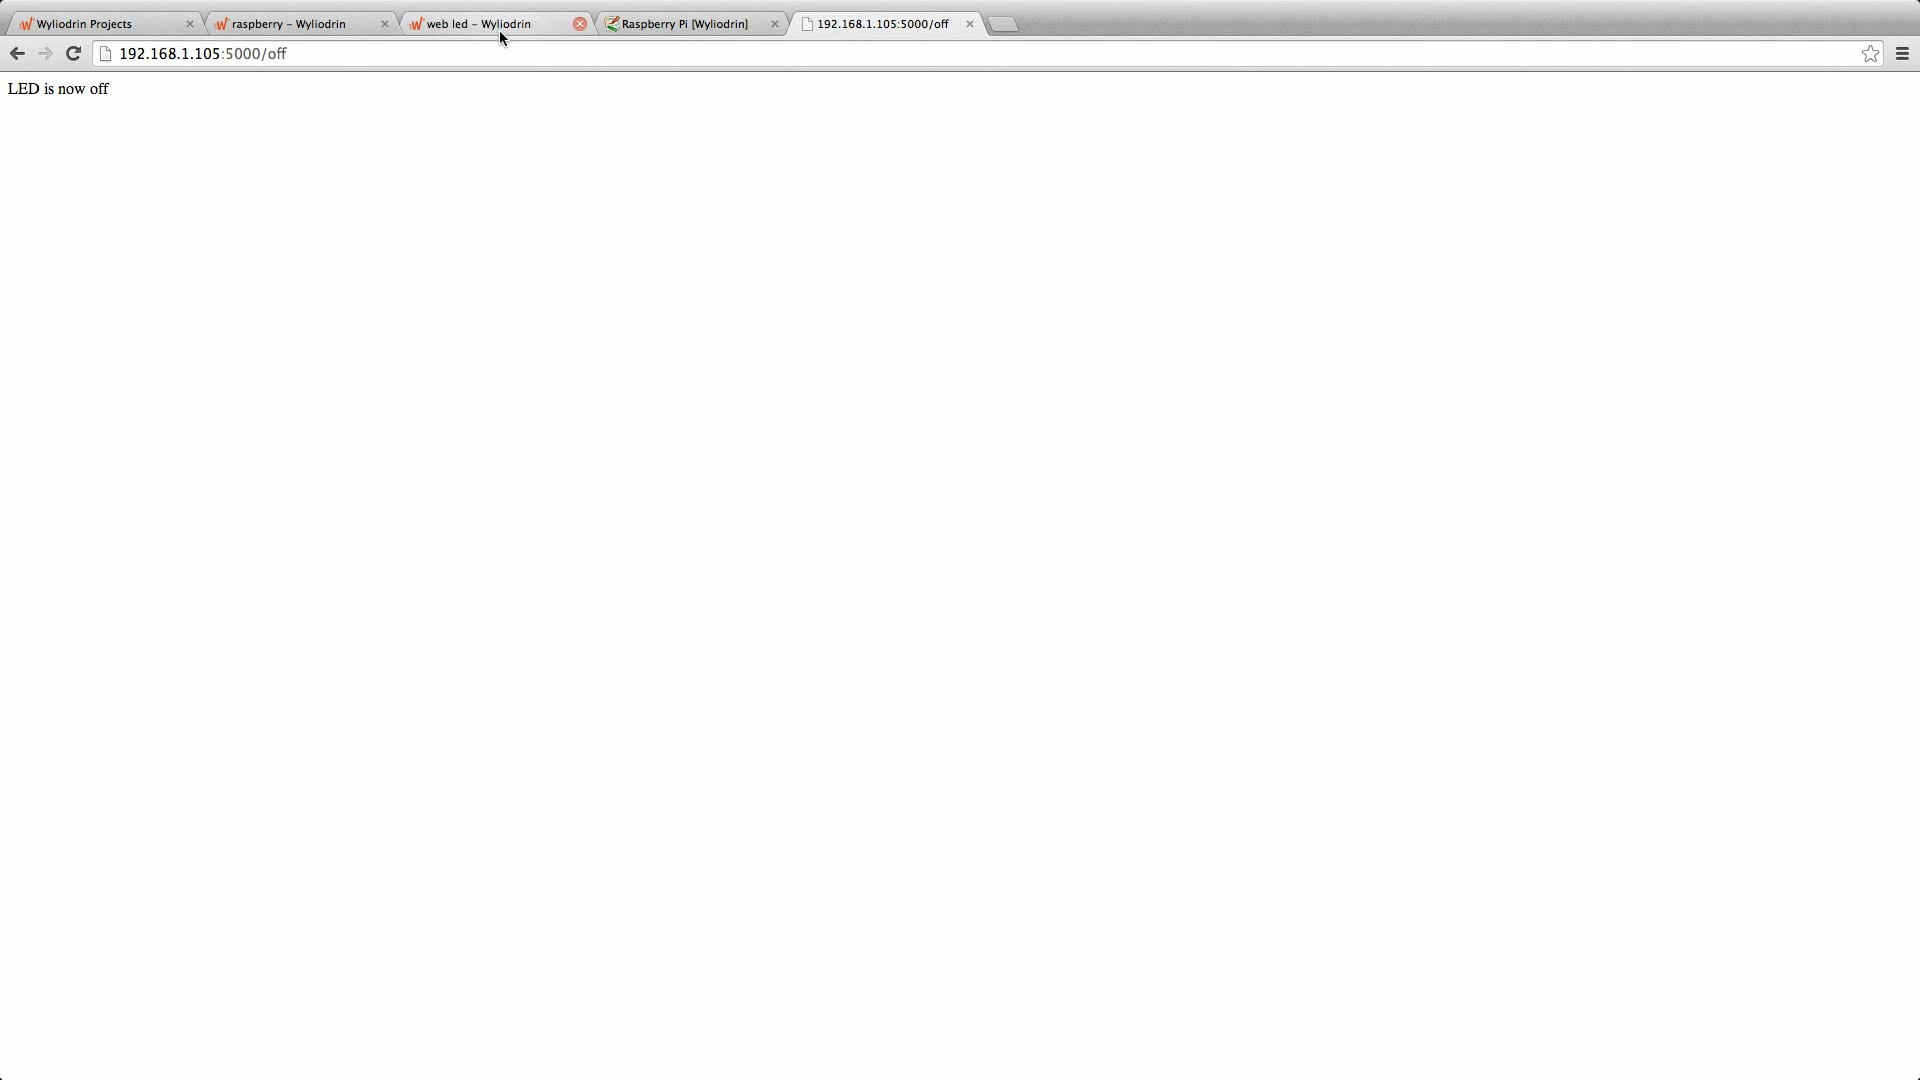 Wyliodrin Projects
raspberry – Wyliodrin
web led – Wyliodrin
Raspberry Pi [Wyliodrin]
192.168.1.105:5000/off
192.168.1.105:5000/off
LED is now off